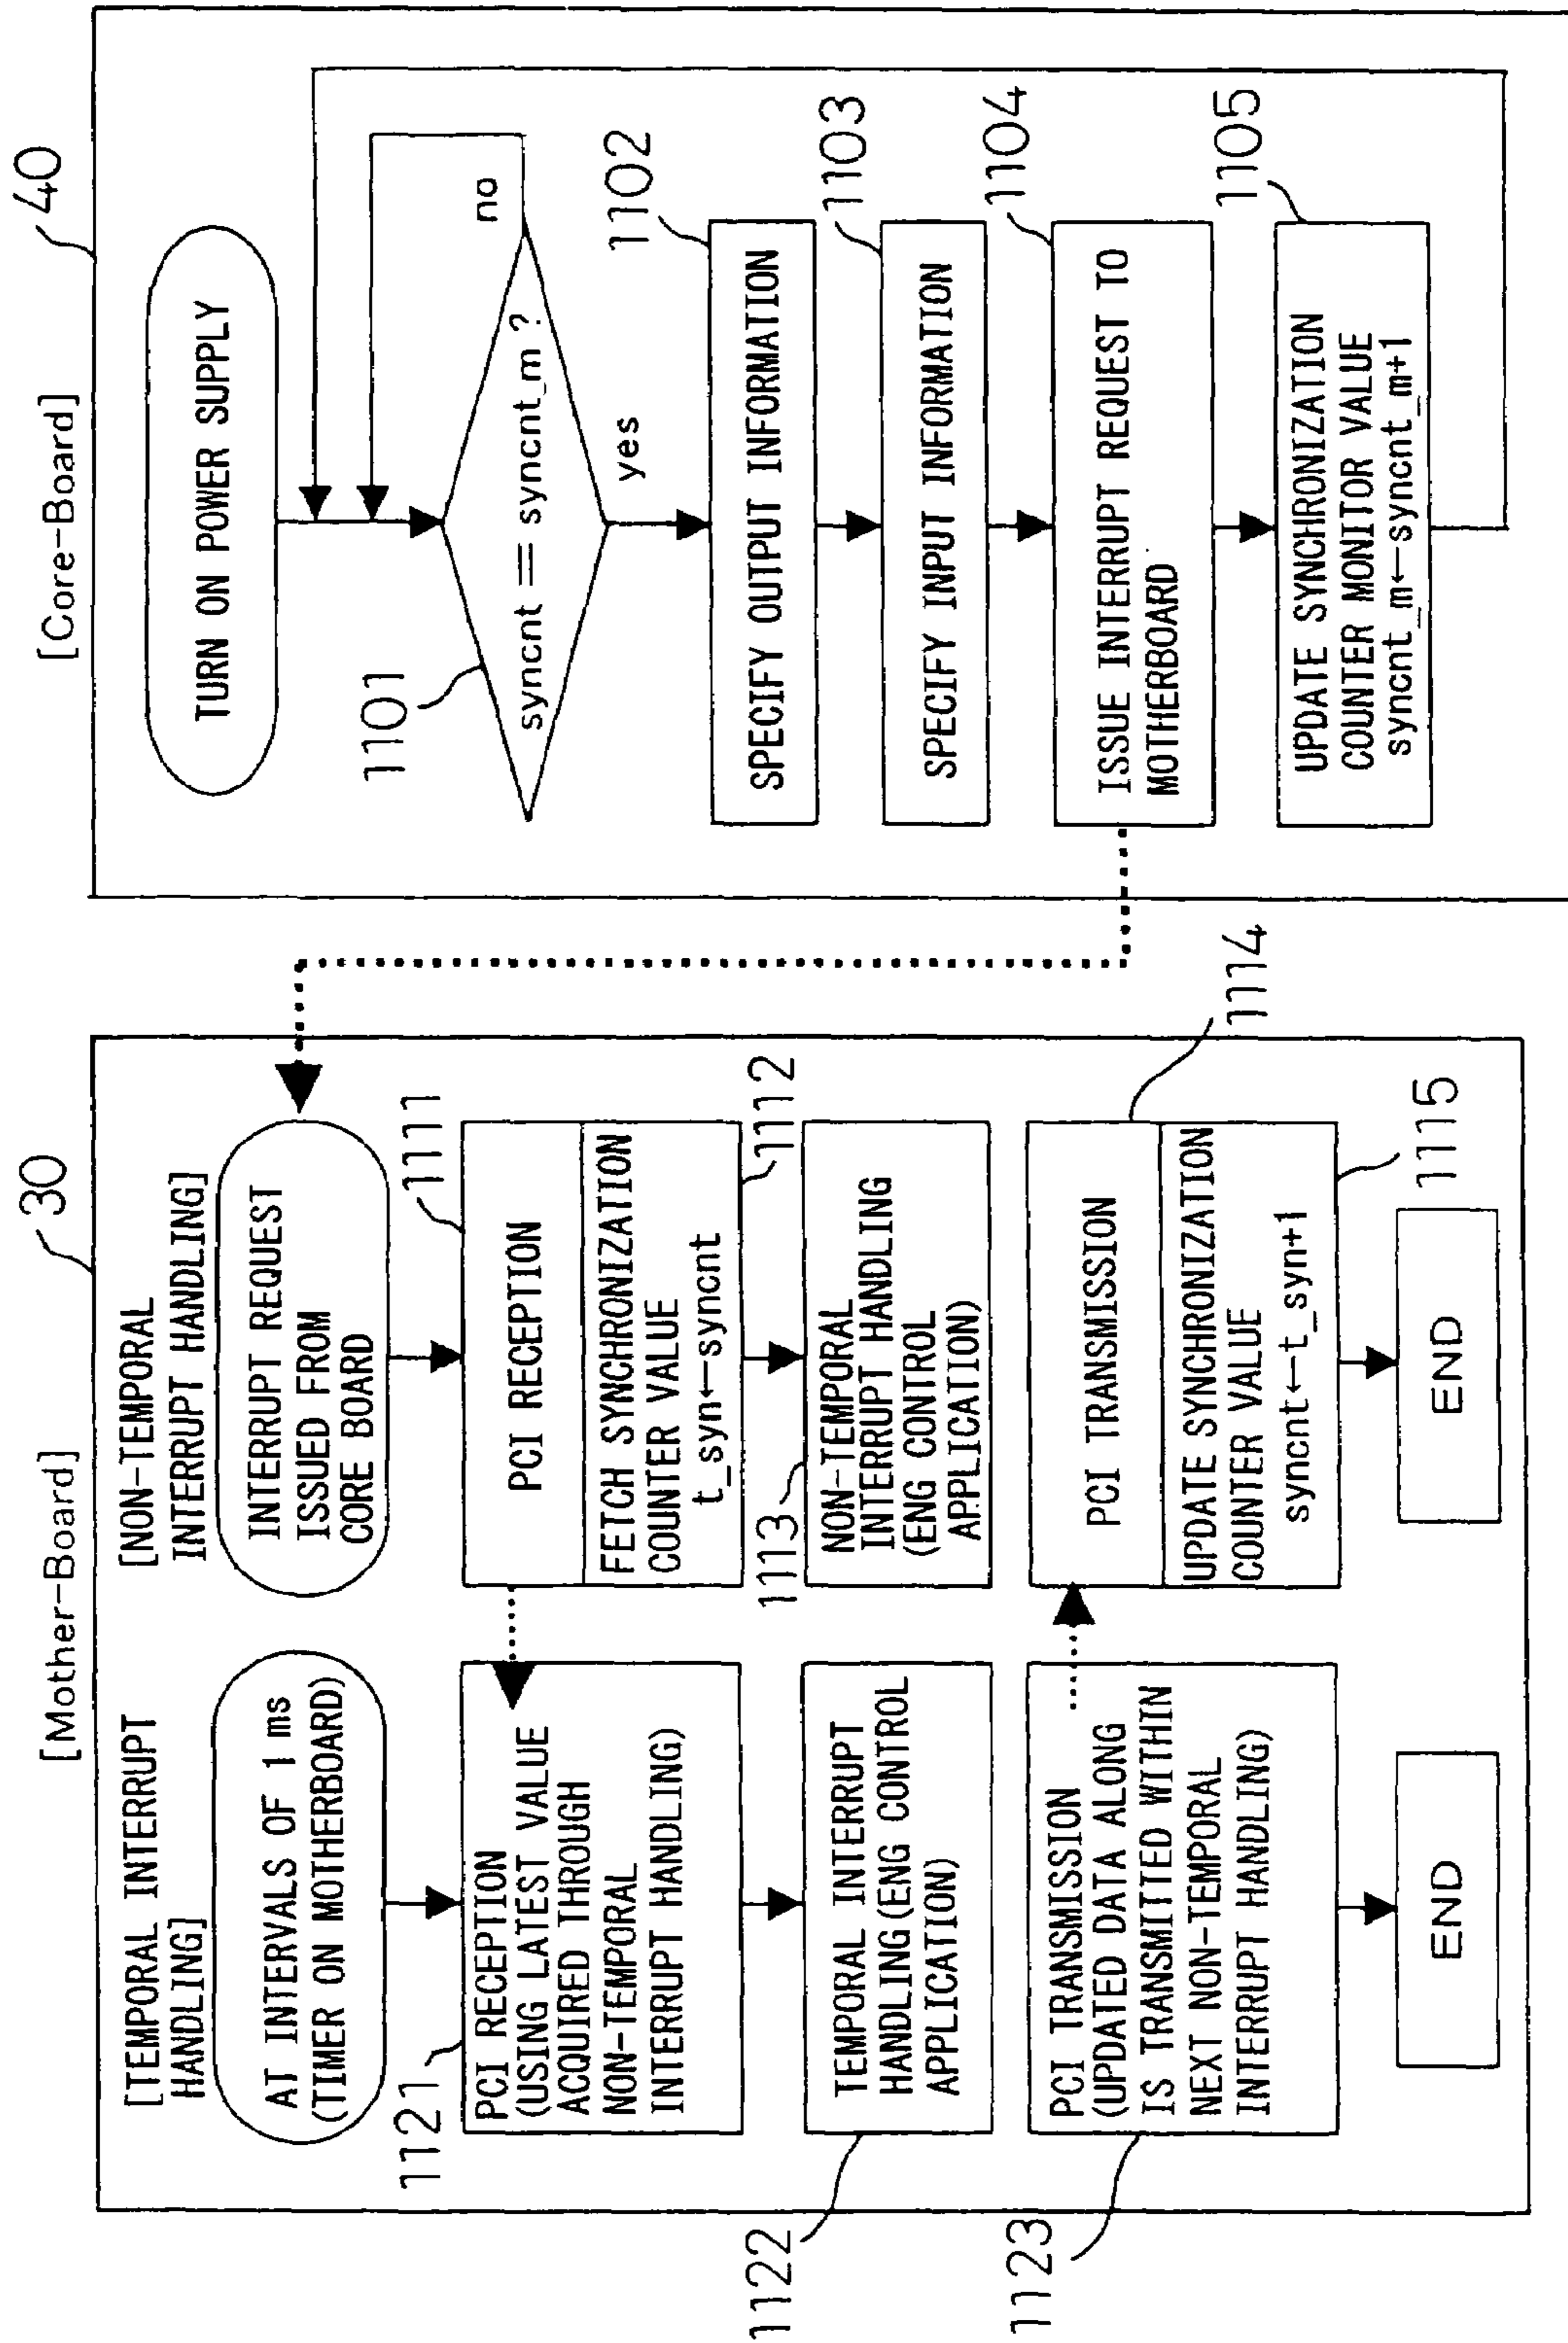 [Mother-Board]
30
[TEMPORAL INTERRUPT
HANDLING]
AT INTERVALS OF 1 ms
(TIMER ON MOTHERBOARD)
1121
PCI RECEPTION
(USING LATEST VALUE
ACQUIRED THROUGH
NON-TEMPORAL
INTERRUPT HANDLING)
1122
TEMPORAL INTERRUPT
HANDLING(ENG CONTROL
APPLICATION)
1123
PCI TRANSMISSION
(UPDATED DATA ALONG
IS TRANSMITTED WITHIN
NEXT NON-TEMPORAL
INTERRUPT HANDLING)
END
[NON-TEMPORAL
INTERRUPT HANDLING]
INTERRUPT REQUEST
ISSUED FROM
CORE BOARD
1111
PCI RECEPTION
FETCH SYNCHRONIZATION
COUNTER VALUE
t_syn←syncnt
1112
1113
NON-TEMPORAL
INTERRUPT HANDLING
(ENG CONTROL
APPLICATION)
1114
PCI TRANSMISSION
UPDATE SYNCHRONIZATION
COUNTER VALUE
syncnt←t_syn+1
1115
END
[Core-Board]
40
TURN ON POWER SUPPLY
1101
syncnt == syncnt_m ?
no
yes
1102
SPECIFY OUTPUT INFORMATION
1103
SPECIFY INPUT INFORMATION
1104
ISSUE INTERRUPT REQUEST TO
MOTHERBOARD
1105
UPDATE SYNCHRONIZATION
COUNTER MONITOR VALUE
syncnt_m←syncnt_m+1